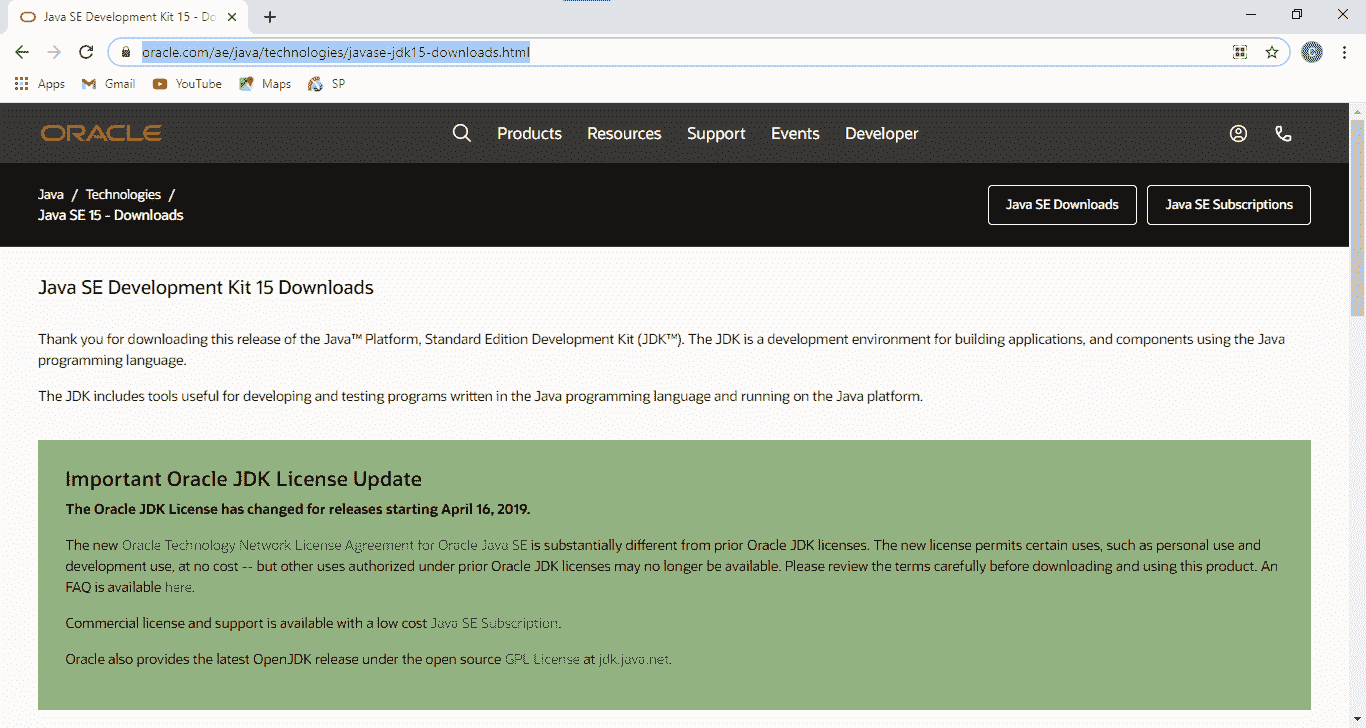 Java SE Development Kit 15 - Do
oracle.com/ae/java/technologies/javase-jdk15-downloads.html
Apps Gmail YouTube Maps SP
ORACLE Products Resources Support Events Developer
Java / Technologies /
Java SE 15 - Downloads
Java SE Downloads Java SE Subscriptions
Java SE Development Kit 15 Downloads
Thank you for downloading this release of the Java™ Platform, Standard Edition Development Kit (JDK™). The JDK is a development environment for building applications, and components using the Java
programming language.
The JDK includes tools useful for developing and testing programs written in the Java programming language and running on the Java platform.
Important Oracle JDK License Update
The Oracle JDK License has changed for releases starting April 16, 2019.
The new Oracle Technology Network License Agreement for Oracle Java SE is substantially different from prior Oracle JDK licenses. The new license permits certain uses, such as personal use and
development use, at no cost -- but other uses authorized under prior Oracle JDK licenses may no longer be available. Please review the terms carefully before downloading and using this product. An
FAQ is available here.
Commercial license and support is available with a low cost Java SE Subscription.
Oracle also provides the latest OpenJDK release under the open source GPL License at jdk.java.net.